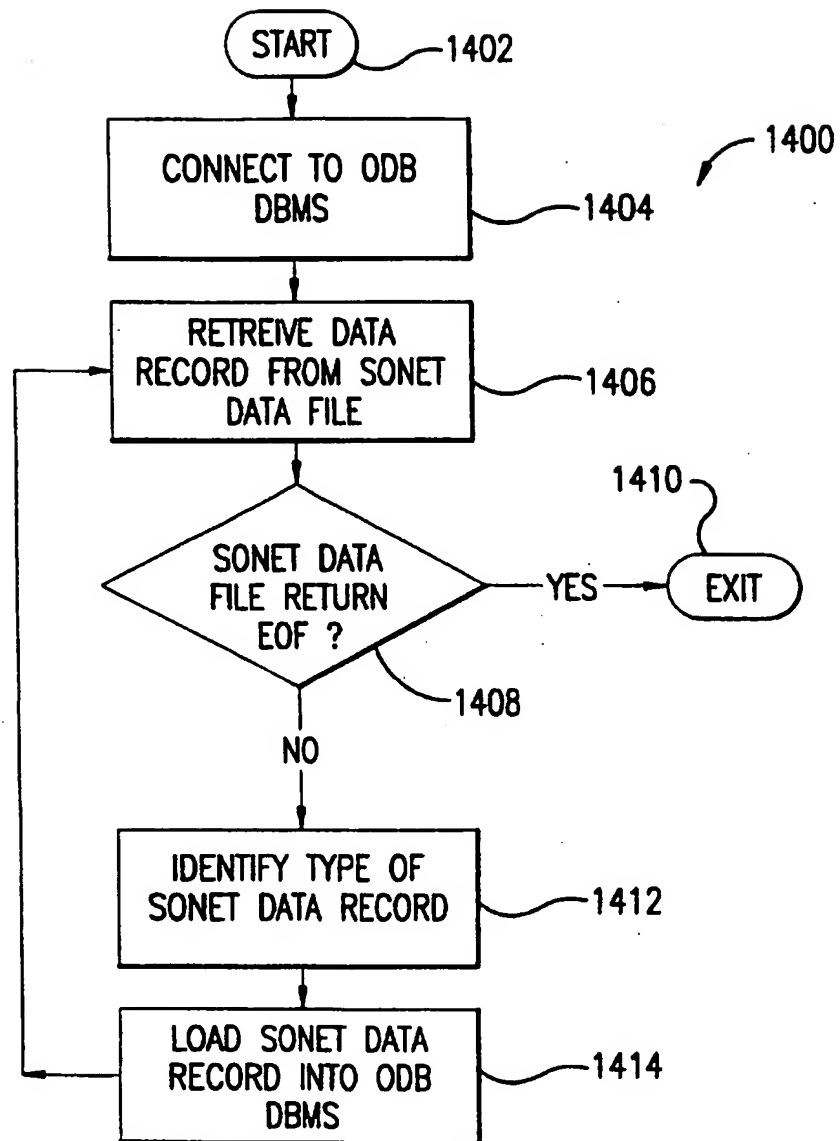 START
1402
1400
CONNECT TO ODB
DBMS
1404
RETREIVE DATA
RECORD FROM SONET
DATA FILE
1406
1410
SONET DATA
FILE RETURN
EOF ?
YES
EXIT
1408
NO
IDENTIFY TYPE OF
SONET DATA RECORD
1412
LOAD SONET DATA
RECORD INTO ODB
DBMS
1414